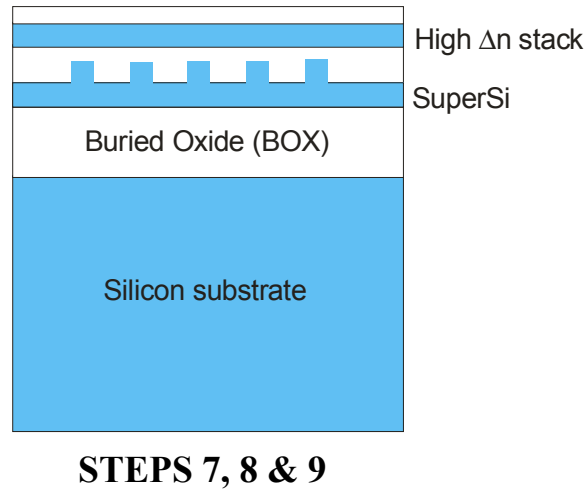 High Δn stack
SuperSi
Buried Oxide (BOX)
Silicon substrate
STEPS 7, 8 & 9